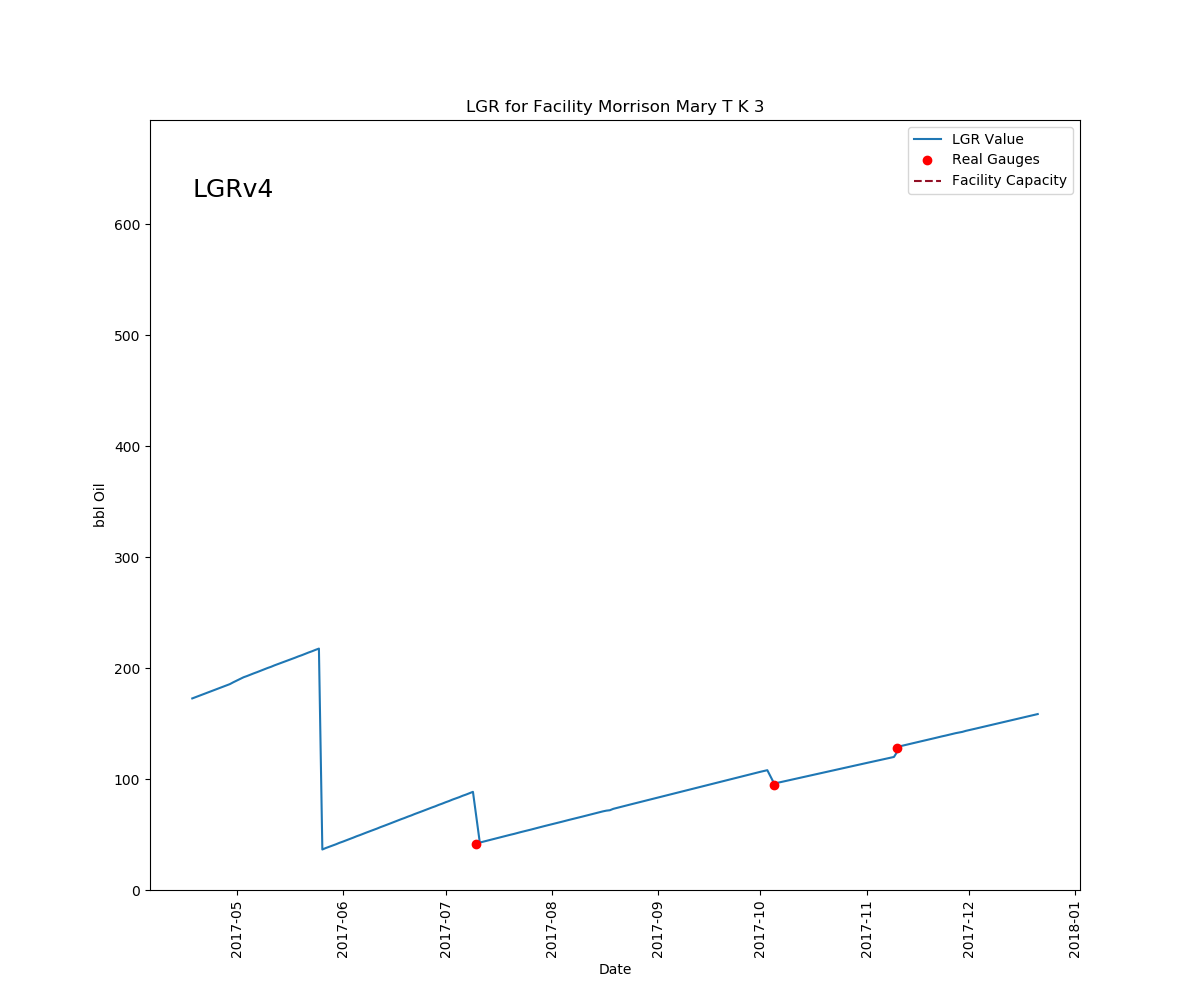 LGR for Facility Morrison Mary T K 3
LGR Value
Real Gauges
Facility Capacity
LGRv4
600
500
400
300
200
100
0
bbl Oil
2017-05
2017-06
2017-07
2017-08
2017-09
2017-10
2017-11
2017-12
2018-01
Date